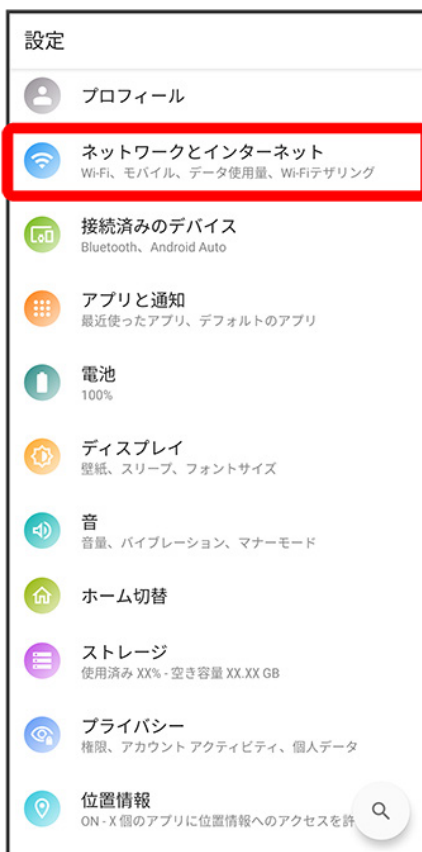 設定
プロフィール
ネットワークとインターネット
Wi-Fi、モバイル、データ使用量、Wi-Fiテザリング
接続済みのデバイス
Bluetooth、Android Auto
アプリと通知
最近使ったアプリ、デフォルトのアプリ
電池
100%
ディスプレイ
壁紙、スリープ、フォントサイズ
音
音量、バイブレーション、マナーモード
ホーム切替
ストレージ
使用済み XX% - 空き容量 XX.XX GB
プライバシー
権限、アカウント アクティビティ、個人データ
位置情報
ON - X 個のアプリに位置情報へのアクセスを許